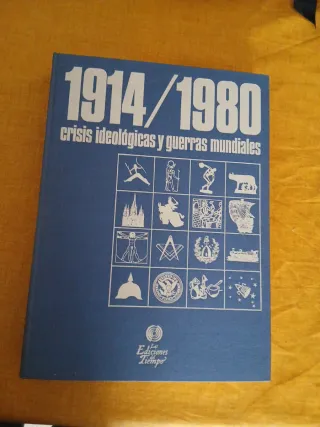 1914/1980
crisis ideológicas y guerras mundiales
Ediciones
Tiempo